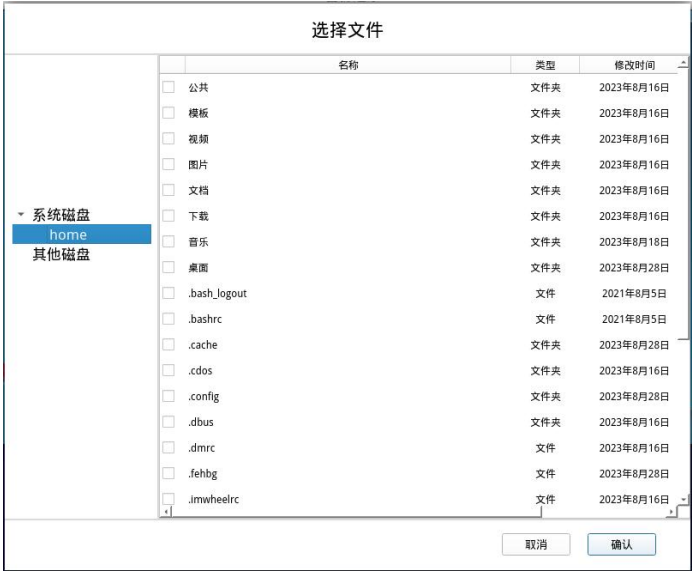 选择文件
名称 类型 修改时间
公共 文件夹 2023年8月16日
模板 文件夹 2023年8月16日
视频 文件夹 2023年8月16日
图片 文件夹 2023年8月16日
文档 文件夹 2023年8月16日
下载 文件夹 2023年8月16日
系统磁盘
home
其他磁盘
音乐 文件夹 2023年8月18日
桌面 文件夹 2023年8月28日
.bash_logout 文件 2021年8月5日
.bashrc 文件 2021年8月5日
.cache 文件夹 2023年8月28日
.cdos 文件夹 2023年8月16日
.config 文件夹 2023年8月28日
.dbus 文件夹 2023年8月16日
.dmrc 文件 2023年8月16日
.fehbg 文件 2023年8月28日
.imwheelrc 文件 2023年8月16日
取消 确认